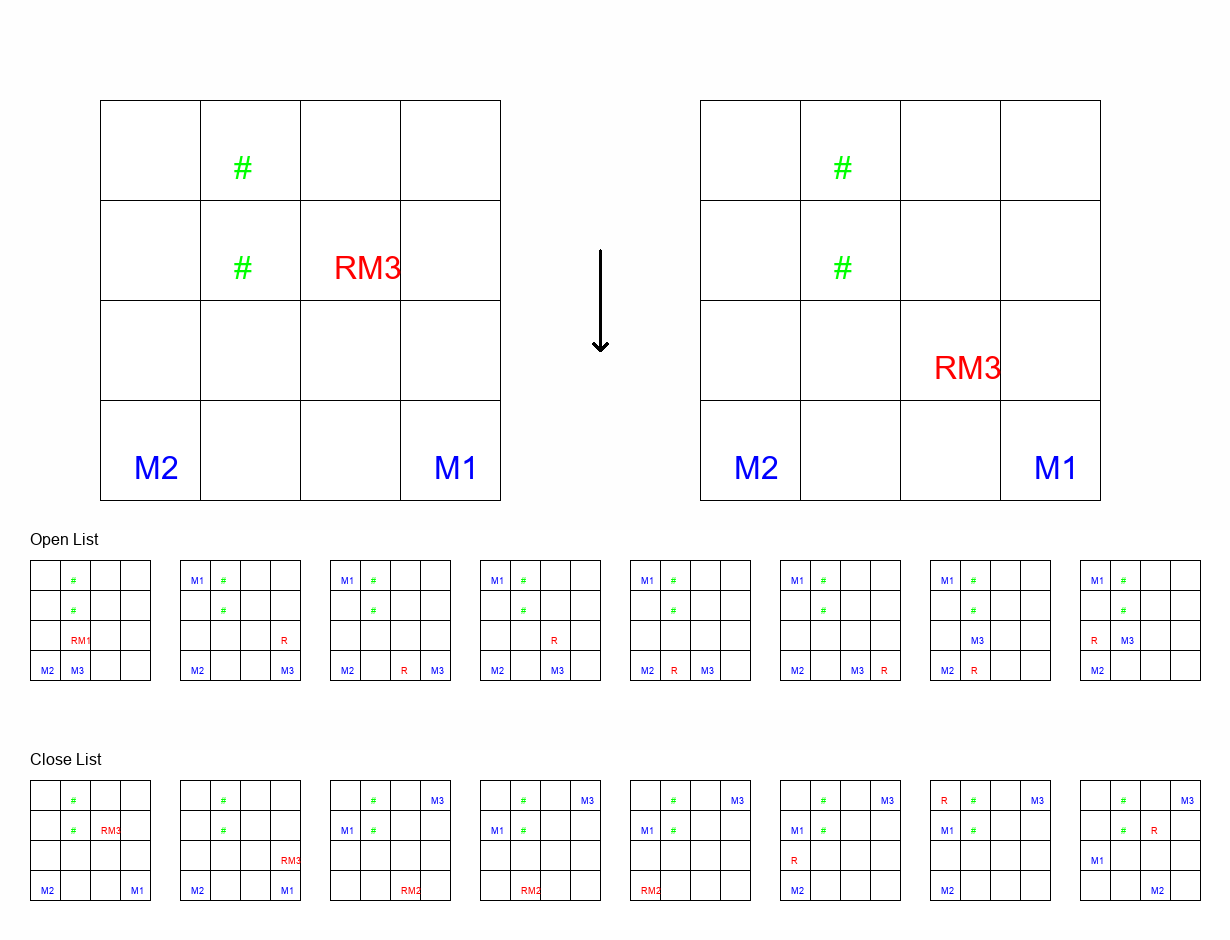 # #
# RM3 #
RM3
M2 M1 M2 M1
Open List
# M1 # M1 # M1 # M1 # M1 # M1 # M1 #
# # # # # # # #
RM1 R R M3 R M3
M2 M3 M2 M3 M2 R M3 M2 M3 M2 R M3 M2 M3 R M2 R M2
Close List
# # # M3 # M3 # M3 # M3 R # M3 # M3
# RM3 # M1 # M1 # M1 # M1 # M1 # # R
RM3 R M1
M2 M1 M2 M1 RM2 RM2 RM2 M2 M2 M2